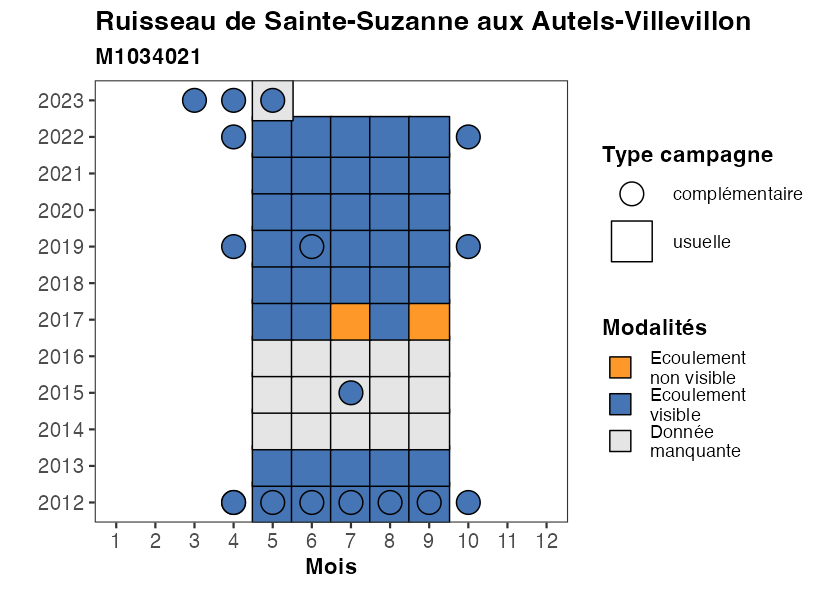 Ruisseau de Sainte-Suzanne aux Autels-Villevillon
M1034021
2023
2022
2021
2020
2019
2018
2017
2016
2015
2014
2013
2012
1 2 3 4 5 6 7 8 9 10 11 12
Mois
Type campagne
complémentaire
usuelle
Modalités
Ecoulement
non visible
Ecoulement
visible
Donnée
manquante